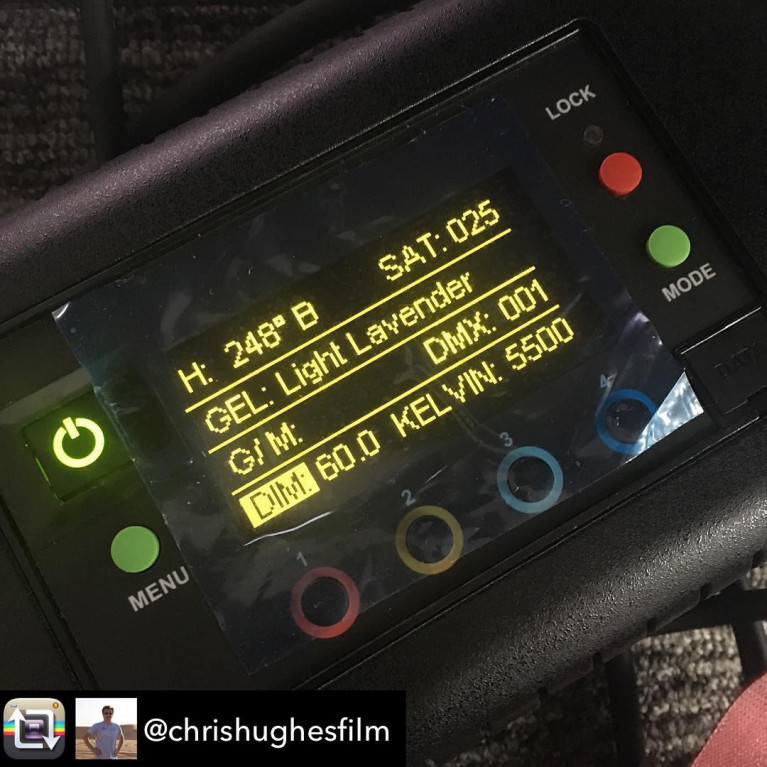 LOCK
H: 248° B SAT: 025
GEL: Light Lavender
G/M: DMX: 001
DIM: 60.0 KELVIN: 5500
MODE
MENU
1
2
3
4
DATA
@chrishughesfilm